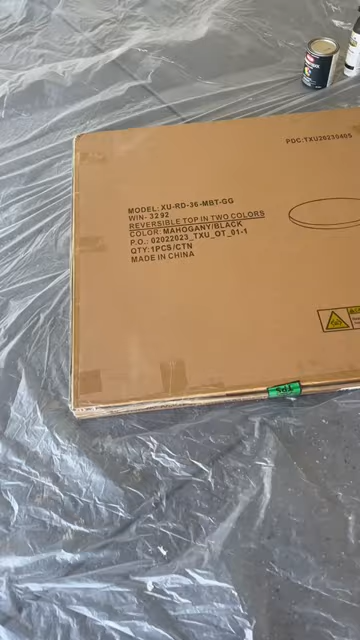 PDC:TXU20220405
MODEL: XU-RD-36-MBT-GG
WIN- 3292
REVERSIBLE TOP IN TWO COLORS
COLOR: MAHOGANY/BLACK
P.O.: 02022023_TXU_OT_01-1
QTY:1PCS/CTN
MADE IN CHINA